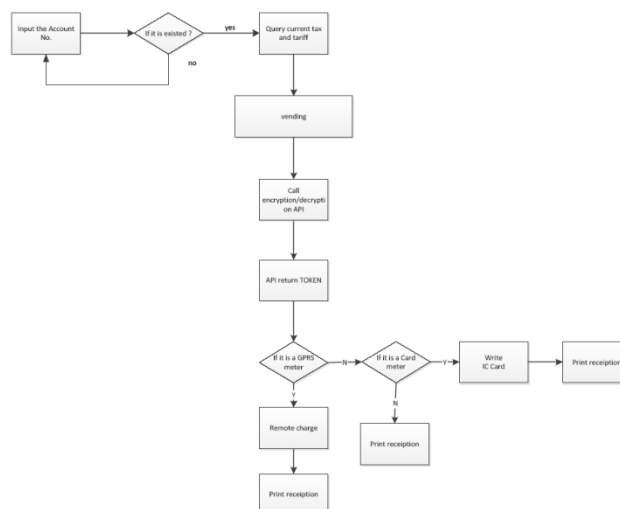 Input the Account
No.
If it is existed ?
yes
Query current tax
and tariff
no
vending
Call
encryption/decrypti
on API
API return TOKEN
If it is a GPRS
meter
N
If it is a Card
meter
Y
Write
IC Card
Print receiption
Y
N
Remote charge
Print receiption
Print receiption